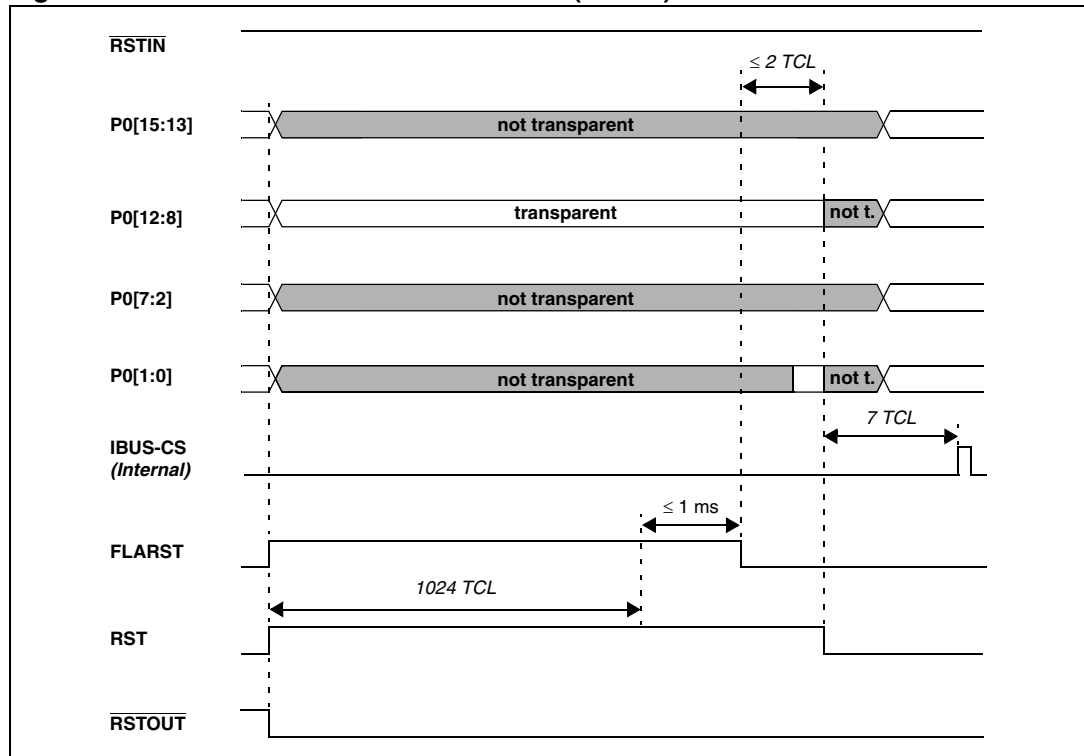 RSTIN
≤ 2 TCL
P0[15:13]
not transparent
P0[12:8]
transparent
not t.
P0[7:2]
not transparent
P0[1:0]
not transparent
not t.
7 TCL
IBUS-CS
(Internal)
≤ 1 ms
FLARST
1024 TCL
RST
RSTOUT